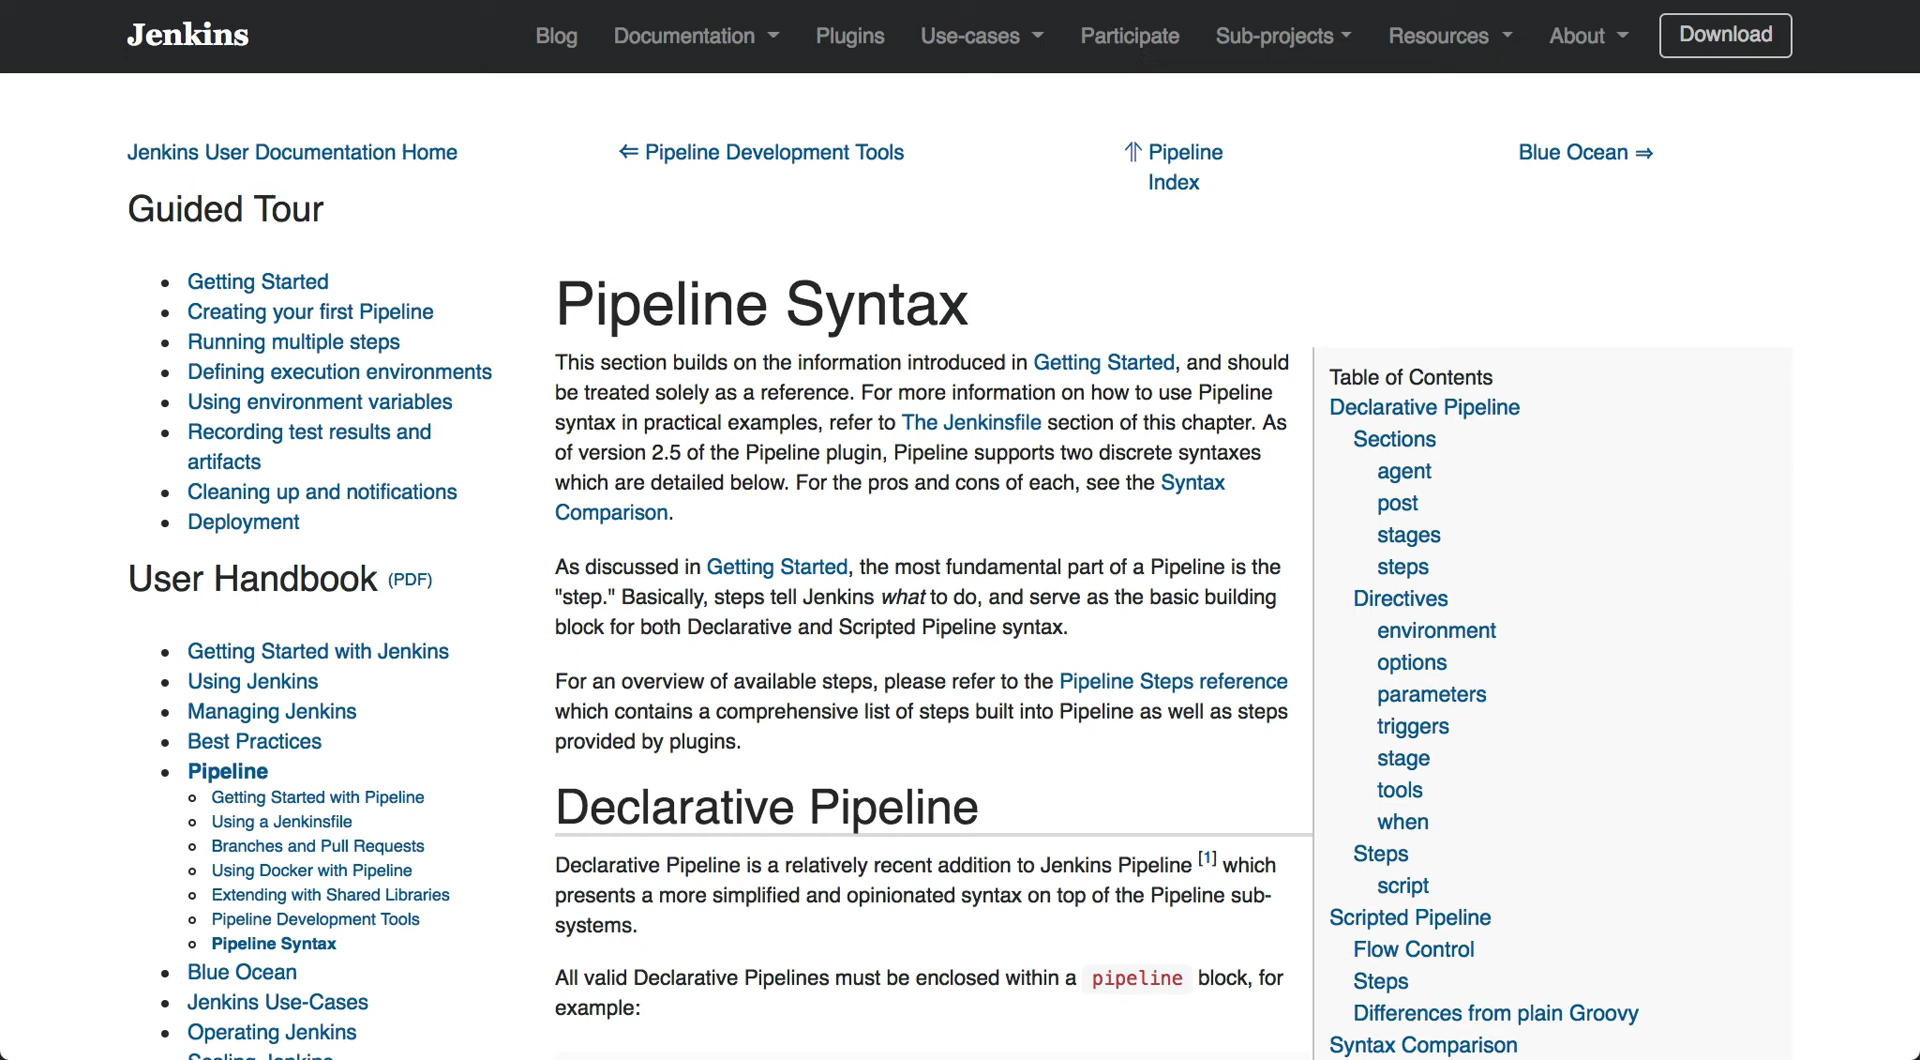 Jenkins
Blog
Documentation
Plugins
Use-cases
Participate
Sub-projects
Resources
About
Download
Jenkins User Documentation Home
⇐ Pipeline Development Tools
⇑ Pipeline
Index
Blue Ocean ⇒
Guided Tour
Getting Started
Creating your first Pipeline
Running multiple steps
Defining execution environments
Using environment variables
Recording test results and
artifacts
Cleaning up and notifications
Deployment
User Handbook (PDF)
Getting Started with Jenkins
Using Jenkins
Managing Jenkins
Best Practices
Pipeline
Getting Started with Pipeline
Using a Jenkinsfile
Branches and Pull Requests
Using Docker with Pipeline
Extending with Shared Libraries
Pipeline Development Tools
Pipeline Syntax
Blue Ocean
Jenkins Use-Cases
Operating Jenkins
Pipeline Syntax
This section builds on the information introduced in Getting Started, and should
be treated solely as a reference. For more information on how to use Pipeline
syntax in practical examples, refer to The Jenkinsfile section of this chapter. As
of version 2.5 of the Pipeline plugin, Pipeline supports two discrete syntaxes
which are detailed below. For the pros and cons of each, see the Syntax
Comparison.
As discussed in Getting Started, the most fundamental part of a Pipeline is the
"step." Basically, steps tell Jenkins what to do, and serve as the basic building
block for both Declarative and Scripted Pipeline syntax.
For an overview of available steps, please refer to the Pipeline Steps reference
which contains a comprehensive list of steps built into Pipeline as well as steps
provided by plugins.
Declarative Pipeline
Declarative Pipeline is a relatively recent addition to Jenkins Pipeline [1] which
presents a more simplified and opinionated syntax on top of the Pipeline sub-
systems.
All valid Declarative Pipelines must be enclosed within a pipeline block, for
example:
Table of Contents
Declarative Pipeline
Sections
agent
post
stages
steps
Directives
environment
options
parameters
triggers
stage
tools
when
Steps
script
Scripted Pipeline
Flow Control
Steps
Differences from plain Groovy
Syntax Comparison